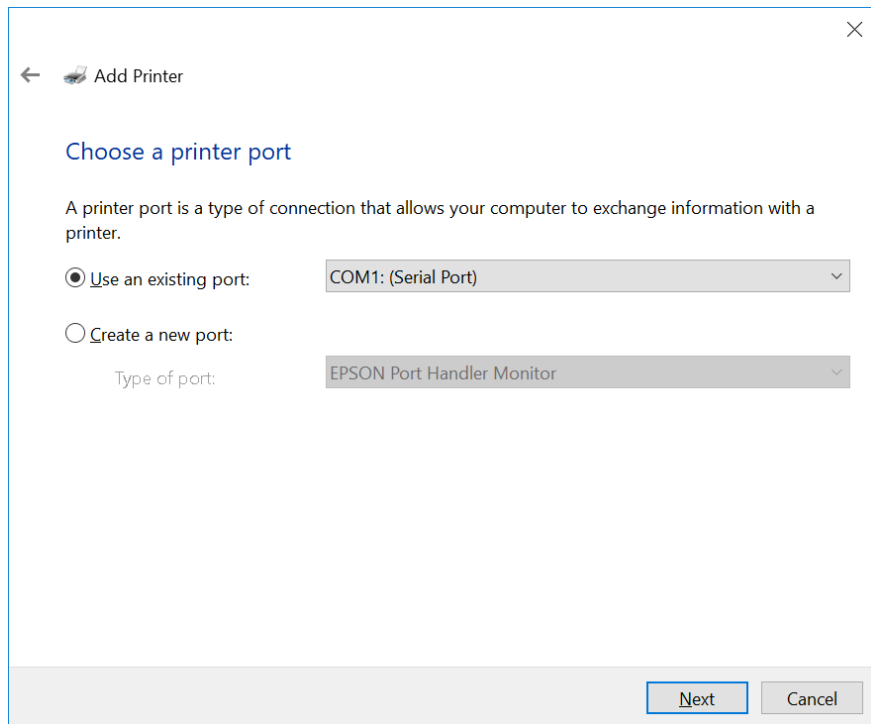 Add Printer
Choose a printer port
A printer port is a type of connection that allows your computer to exchange information with a
printer.
Use an existing port: COM1: (Serial Port)
Create a new port:
Type of port: EPSON Port Handler Monitor
Next Cancel